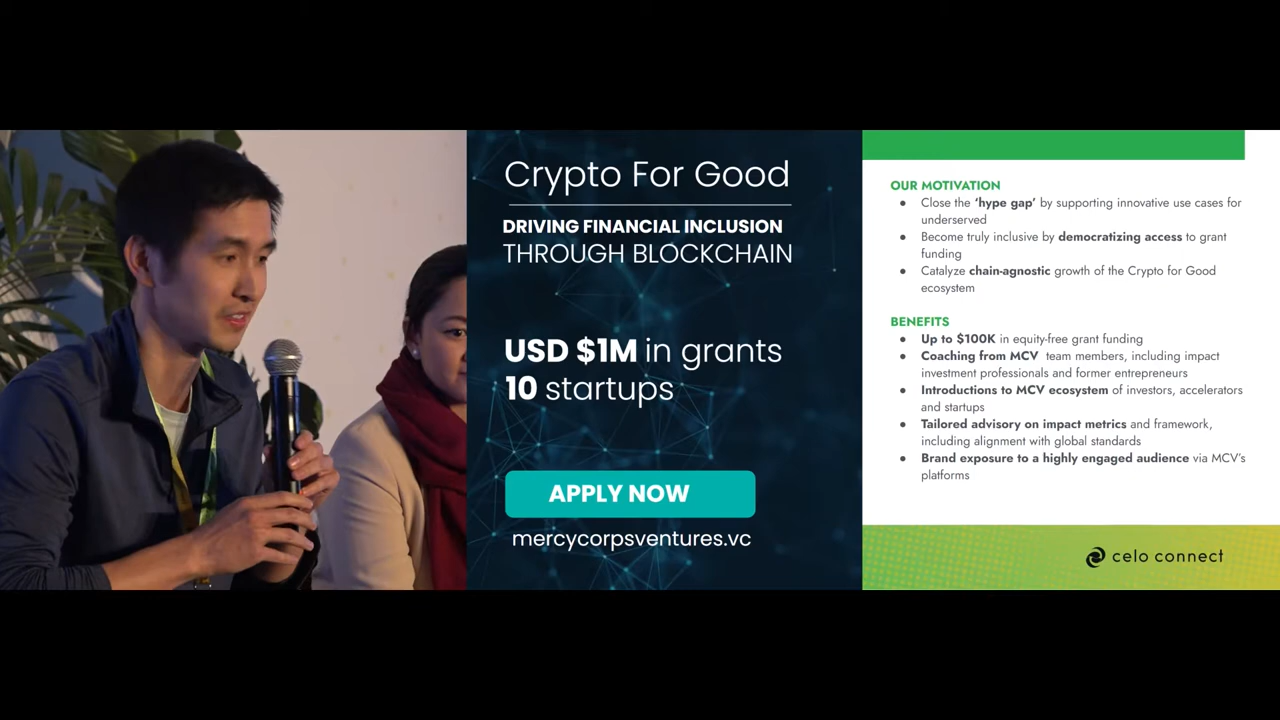 Crypto For Good
DRIVING FINANCIAL INCLUSION
THROUGH BLOCKCHAIN
USD $1M in grants
10 startups
APPLY NOW
mercycorpsventures.vc
OUR MOTIVATION
● Close the ‘hype gap’ by supporting innovative use cases for
underserved
● Become truly inclusive by democratizing access to grant
funding
● Catalyze chain-agnostic growth of the Crypto for Good
ecosystem
BENEFITS
● Up to $100K in equity-free grant funding
● Coaching from MCV team members, including impact
investment professionals and former entrepreneurs
● Introductions to MCV ecosystem of investors, accelerators
and startups
● Tailored advisory on impact metrics and framework,
including alignment with global standards
● Brand exposure to a highly engaged audience via MCV’s
platforms
celo connect